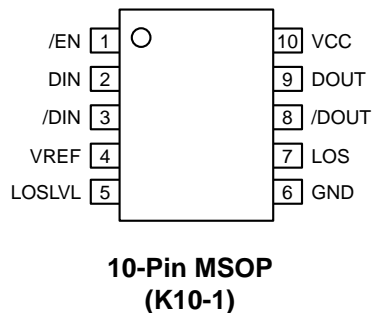 /EN 1 10 VCC
DIN 2 9 DOUT
/DIN 3 8 /DOUT
VREF 4 7 LOS
LOSLVL 5 6 GND
10-Pin MSOP
(K10-1)